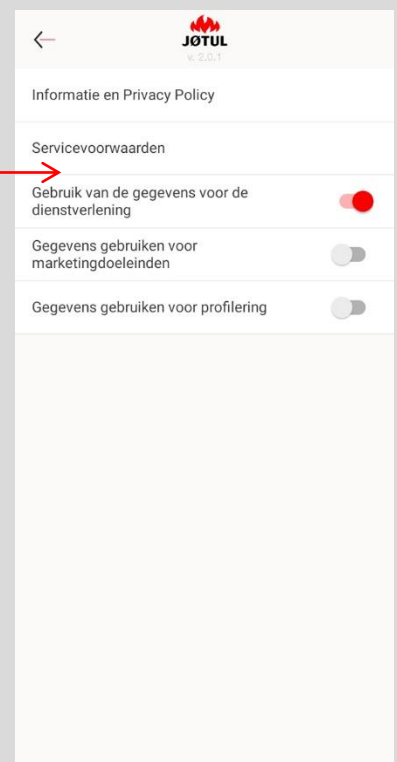 JØTUL
v. 2.0.1
Informatie en Privacy Policy
Servicevoorwaarden
Gebruik van de gegevens voor de
dienstverlening
Gegevens gebruiken voor
marketingdoeleinden
Gegevens gebruiken voor profilering